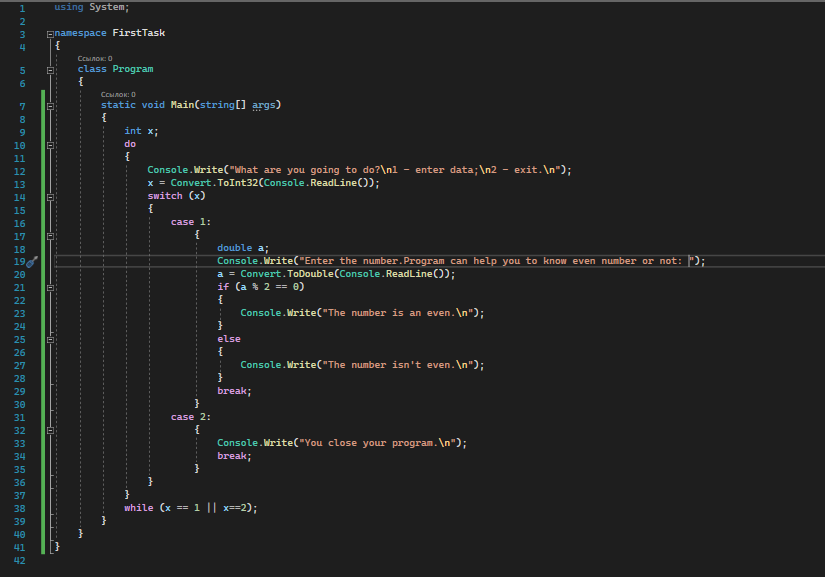 1 using System;
2
3 namespace FirstTask
4 {
Ссылок: 0
5 class Program
6 {
Ссылок: 0
7 static void Main(string[] args)
8 {
9 int x;
10 do
11 {
12 Console.Write("What are you going to do?\n1 - enter data;\n2 - exit.\n");
13 x = Convert.ToInt32(Console.ReadLine());
14 switch (x)
15 {
16 case 1:
17 {
18 double a;
19 Console.Write("Enter the number.Program can help you to know even number or not: ");
20 a = Convert.ToDouble(Console.ReadLine());
21 if (a % 2 == 0)
22 {
23 Console.Write("The number is an even.\n");
24 }
25 else
26 {
27 Console.Write("The number isn't even.\n");
28 }
29 break;
30 }
31 case 2:
32 {
33 Console.Write("You close your program.\n");
34 break;
35 }
36 }
37 }
38 while (x == 1 || x==2);
39 }
40 }
41 }
42